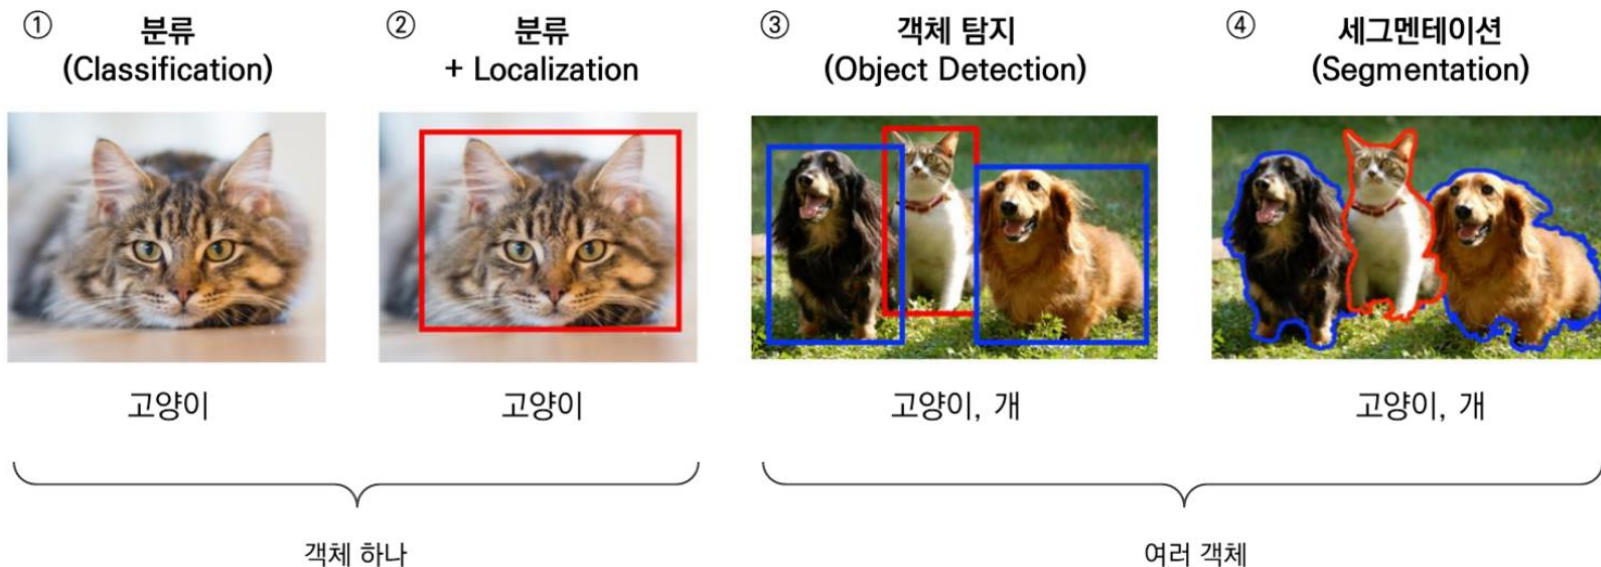 ① 분류
(Classification)
② 분류
+ Localization
③ 객체 탐지
(Object Detection)
④ 세그멘테이션
(Segmentation)
고양이
고양이
고양이, 개
고양이, 개
객체 하나
여러 객체